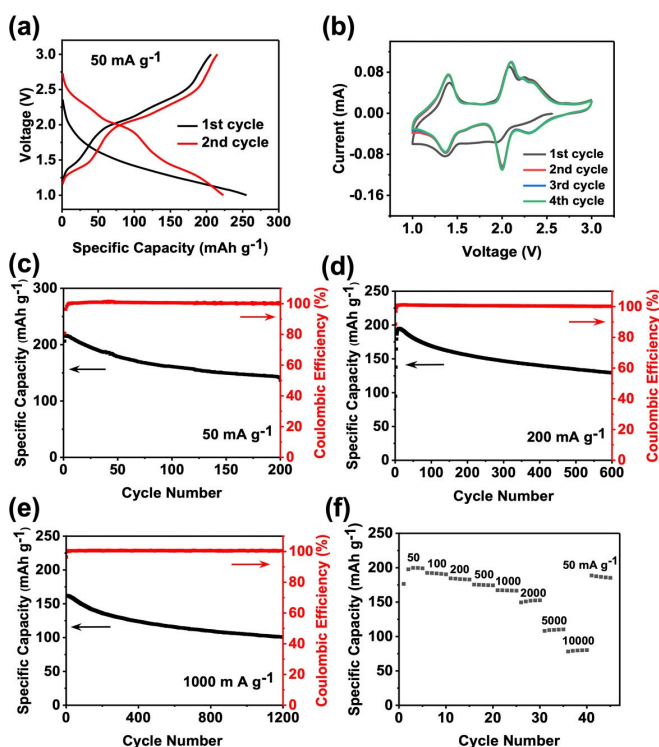 (a)
50 mA g-1
1st cycle
2nd cycle
3.0
2.5
2.0
1.5
1.0
Voltage (V)
0 50 100 150 200 250 300
Specific Capacity (mAh g-1)
(b)
1st cycle
2nd cycle
3rd cycle
4th cycle
0.08
0.00
-0.08
-0.16
Current (mA)
1.0 1.5 2.0 2.5 3.0
Voltage (V)
(c)
300
200
100
0
Specific Capacity (mAh g-1)
100
80
60
40
20
0
Coulombic Efficiency (%)
50 mA g-1
0 50 100 150 200
Cycle Number
(d)
250
200
150
100
50
0
Specific Capacity (mAh g-1)
100
80
60
40
20
0
Coulombic Efficiency (%)
200 mA g-1
0 100 200 300 400 500 600
Cycle Number
(e)
250
200
150
100
50
0
Specific Capacity (mAh g-1)
100
80
60
40
20
0
Coulombic Efficiency (%)
1000 m A g-1
0 400 800 1200
Cycle Number
(f)
250
200
150
100
50
0
Specific Capacity (mAh g-1)
50 100 200 500 1000 2000 5000 10000 50 mA g-1
0 10 20 30 40
Cycle Number